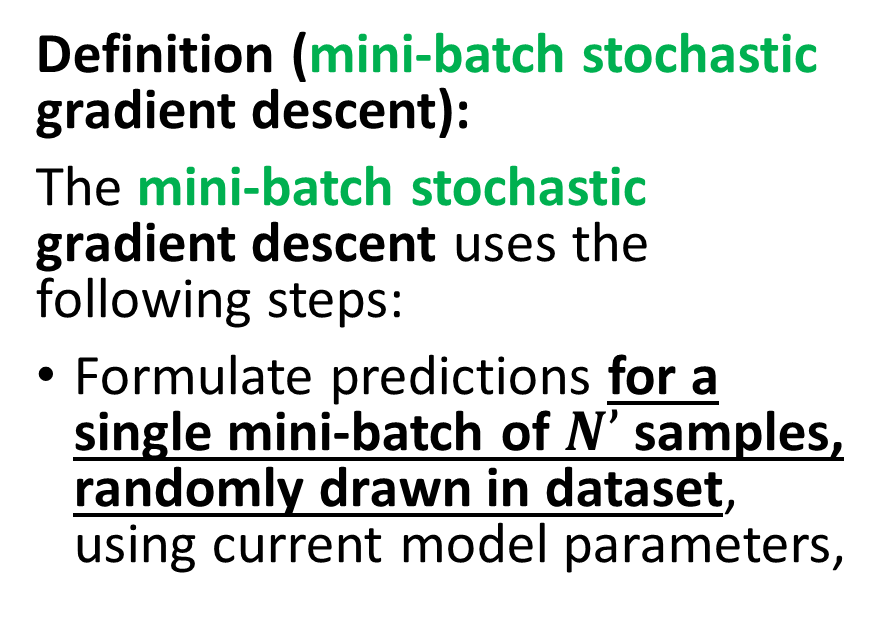 Definition (mini-batch stochastic
gradient descent):
The mini-batch stochastic
gradient descent uses the
following steps:
• Formulate predictions for a
single mini-batch of N’ samples,
randomly drawn in dataset,
using current model parameters,